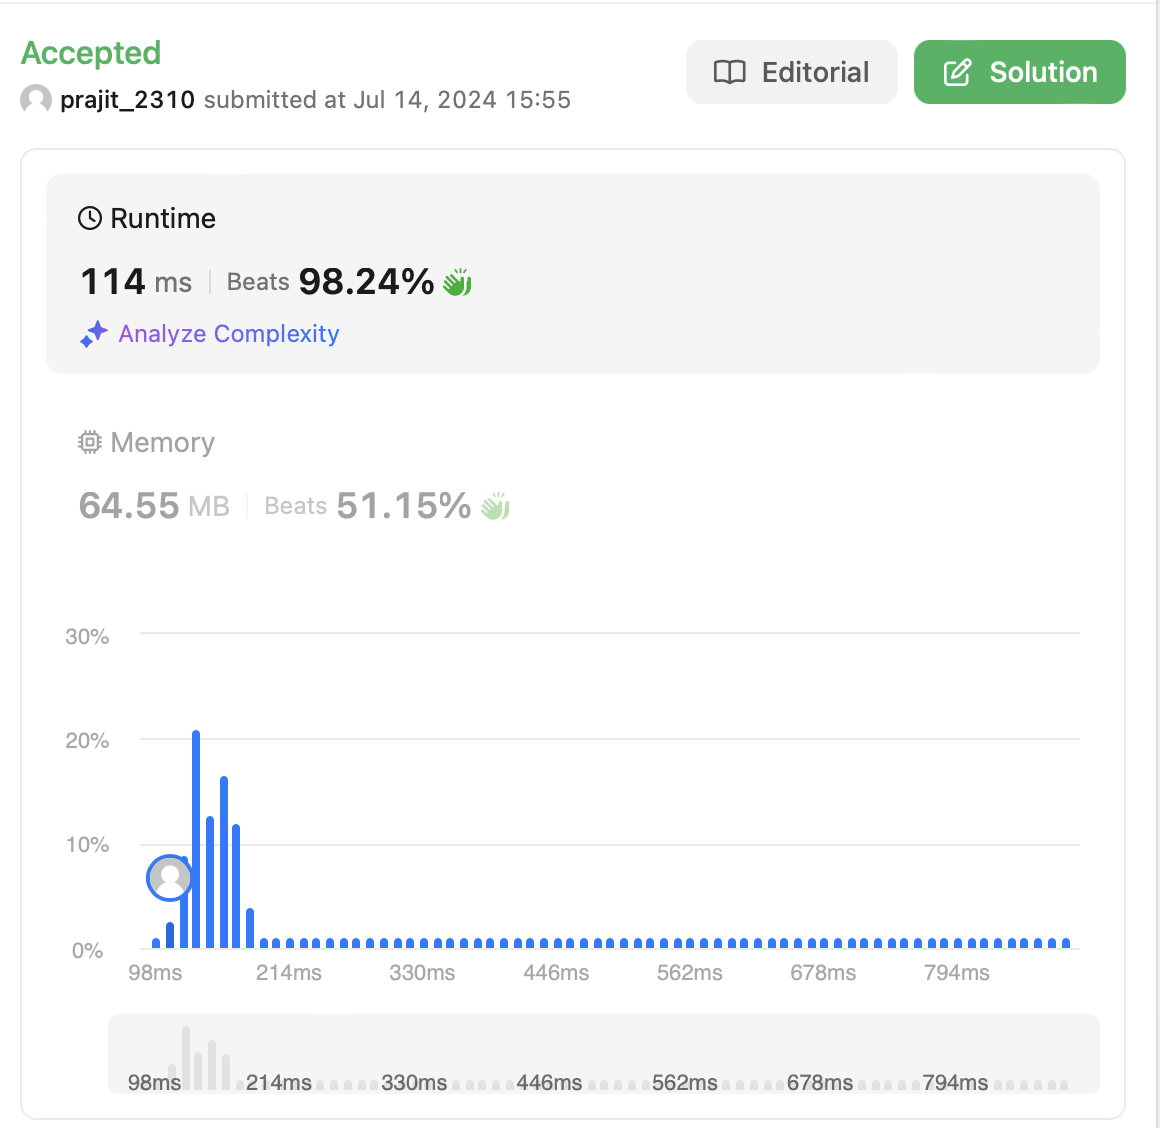 Accepted
Editorial
Solution
prajit_2310 submitted at Jul 14, 2024 15:55
Runtime
114 ms Beats 98.24%
Analyze Complexity
Memory
64.55 MB Beats 51.15%
30%
20%
10%
0%
98ms 214ms 330ms 446ms 562ms 678ms 794ms
98ms 214ms 330ms 446ms 562ms 678ms 794ms